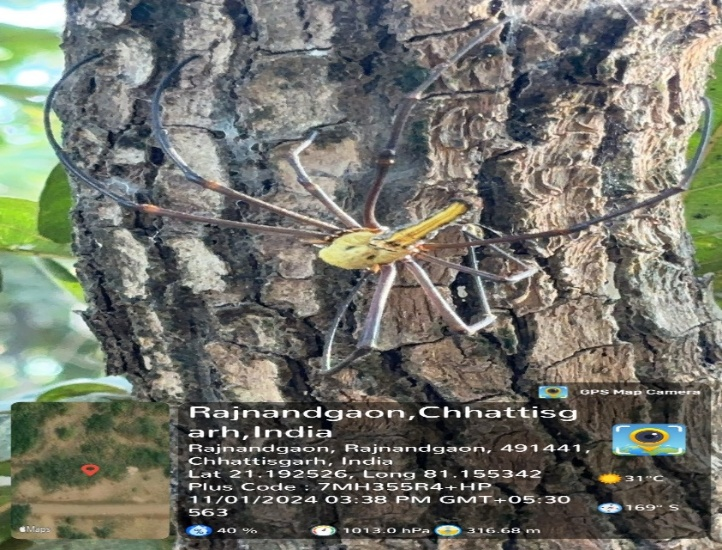 GPS Map Camera
Rajnandgaon,Chhattisg
arh,India
Rajnandgaon, Rajnandgaon, 491441,
Chhattisgarh, India
Lat 21.192526, Long 81.155342
Plus Code : 7MH355R4+HP
11/01/2024 03:38 PM GMT+05:30
563
31°C
169° S
40 %
1013.0 hPa
316.68 m
Maps